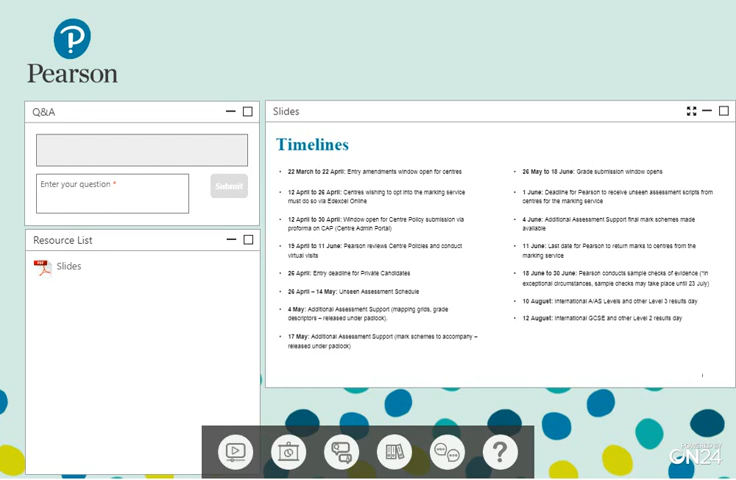 Pearson
Q&A
Enter your question *
Submit
Resource List
PDF
Slides
Slides
Timelines
• 22 March to 22 April: Entry amendments window open for centres
• 12 April to 26 April: Centres wishing to opt into the marking service
must do so via Edexcel Online
• 12 April to 30 April: Window open for Centre Policy submission via
proforma on CAP (Centre Admin Portal)
• 19 April to 11 June: Pearson reviews Centre Policies and conduct
virtual visits
• 26 April: Entry deadline for Private Candidates
• 26 April – 14 May: Unseen Assessment Schedule
• 4 May: Additional Assessment Support (mapping grids, grade
descriptors – released under padlock).
• 17 May: Additional Assessment Support (mark schemes to accompany –
released under padlock)
• 26 May to 18 June: Grade submission window opens
• 1 June: Deadline for Pearson to receive unseen assessment scripts from
centres for the marking service
• 4 June: Additional Assessment Support final mark schemes made
available
• 11 June: Last date for Pearson to return marks to centres from the
marking service
• 18 June to 30 June: Pearson conducts sample checks of evidence (*in
exceptional circumstances, sample checks may take place until 23 July)
• 10 August: International A/AS Levels and other Level 3 results day
• 12 August: International GCSE and other Level 2 results day
?
POWERED BY
ON24